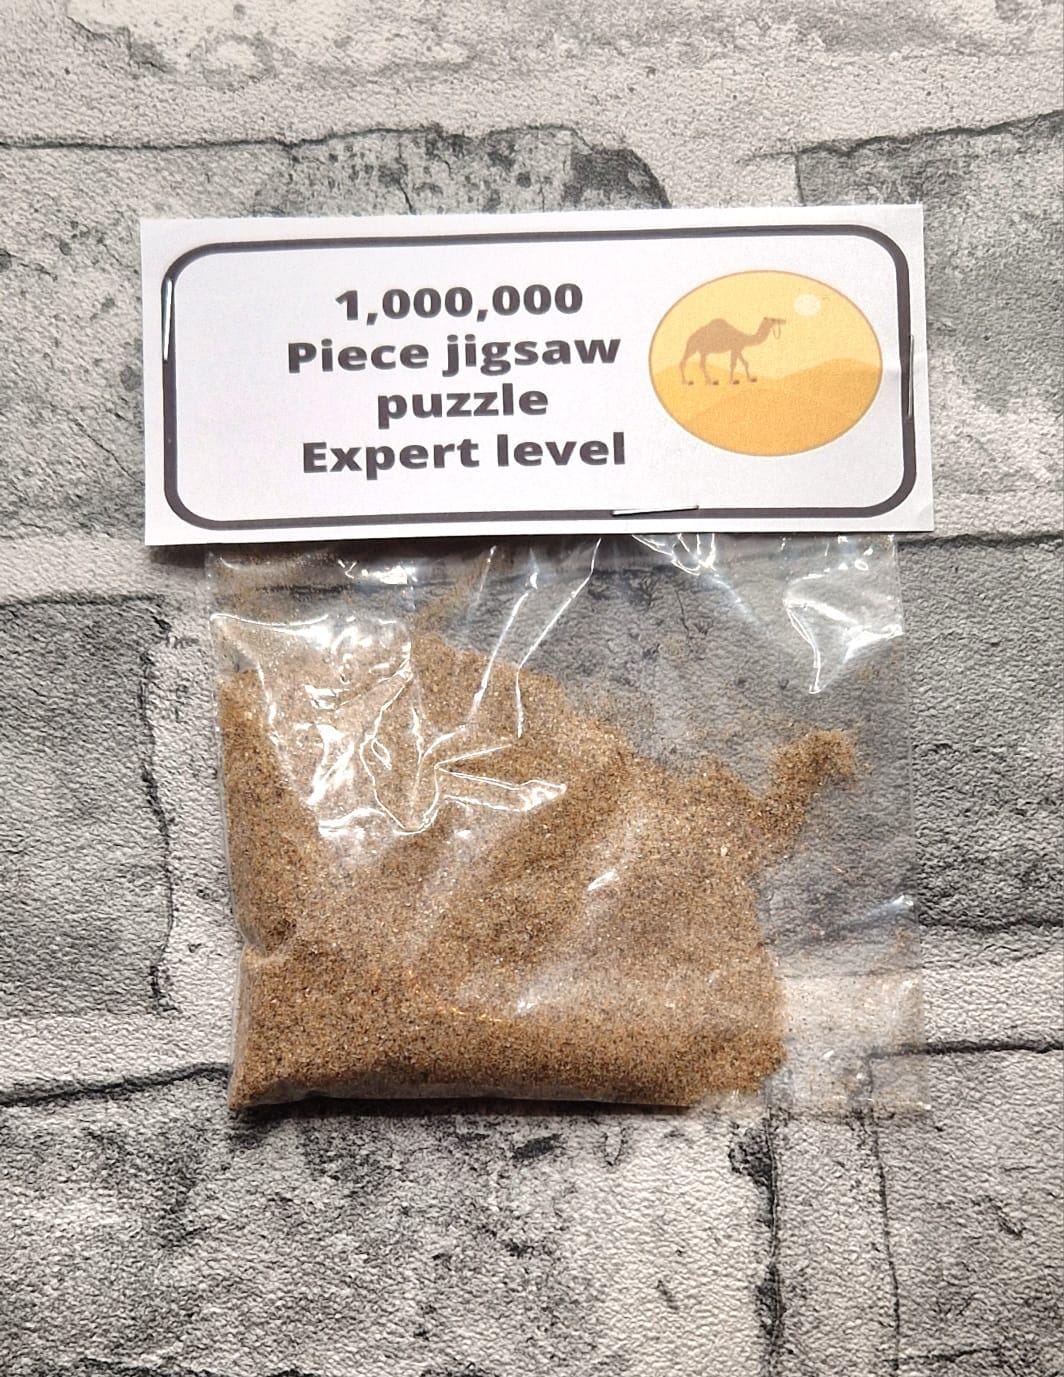 1,000,000
Piece jigsaw
puzzle
Expert level